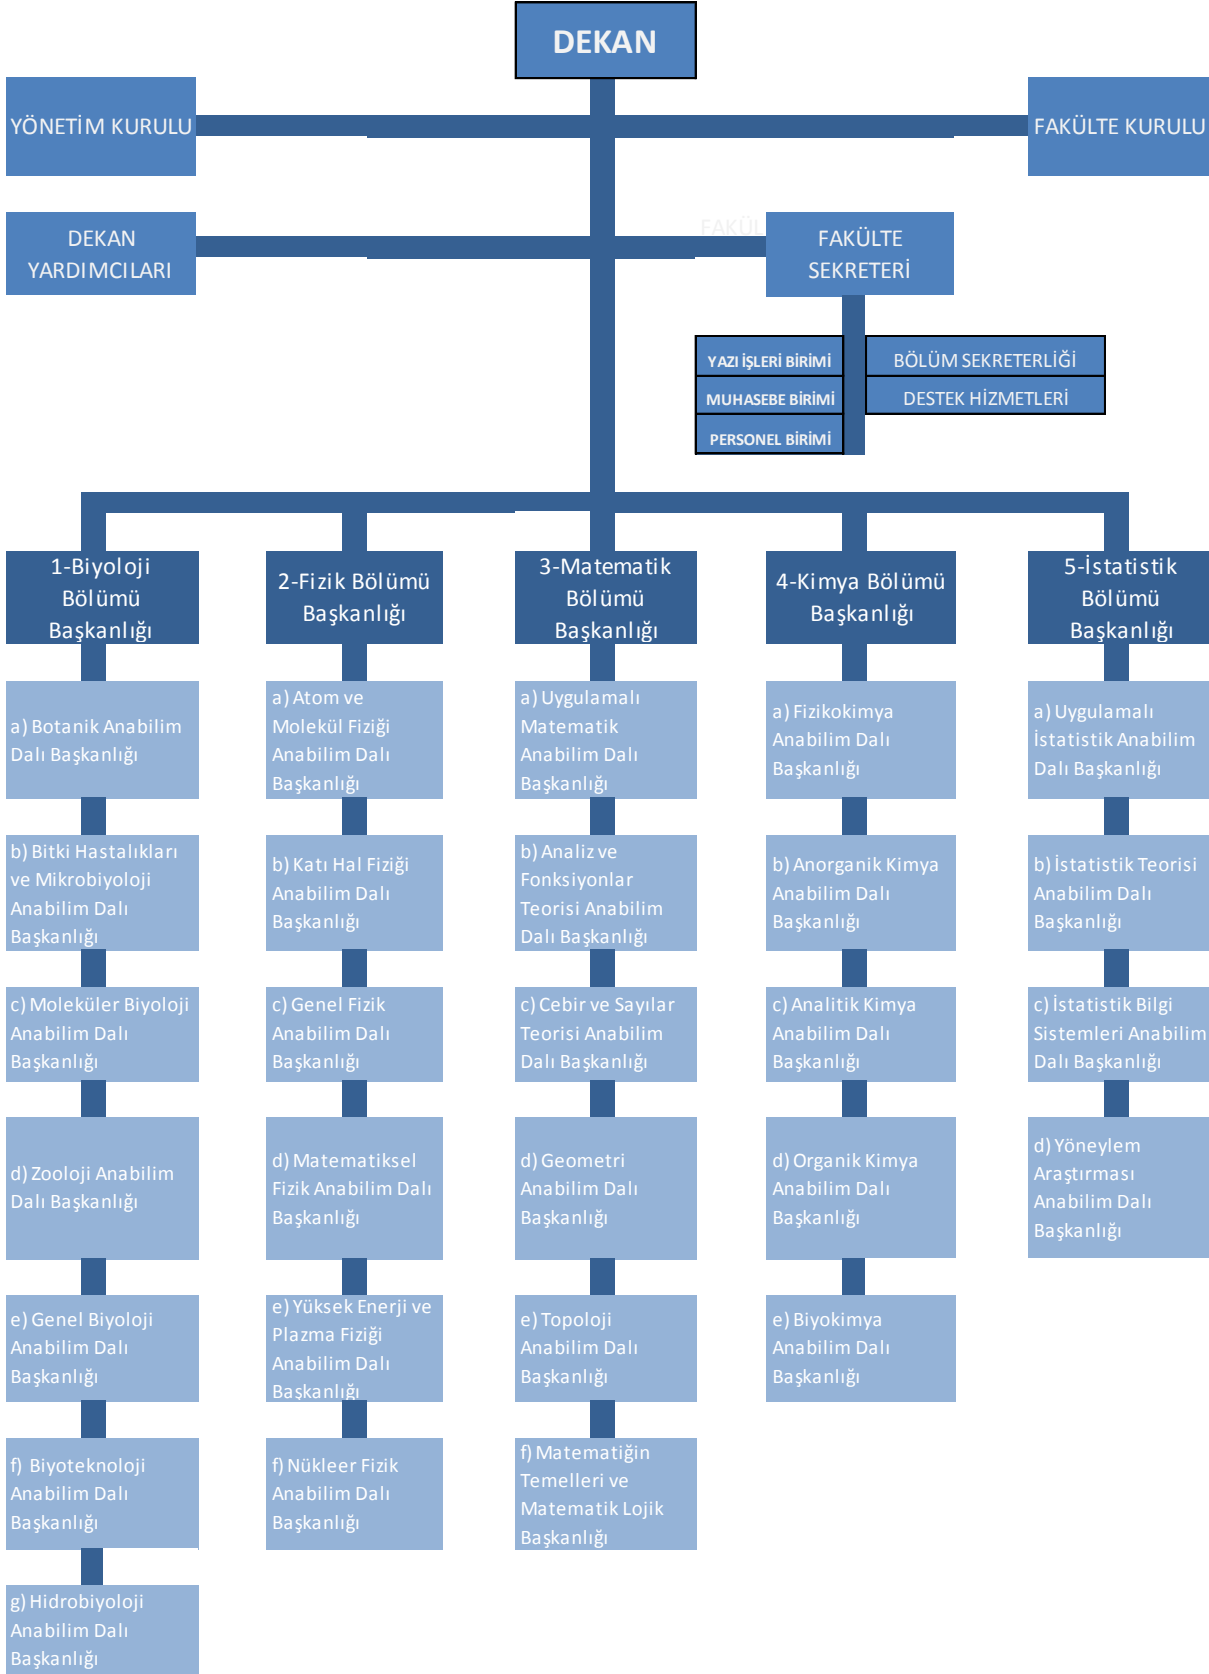 DEKAN
YÖNETİM KURULU
FAKÜLTE KURULU
DEKAN
YARDIMCILARI
FAKÜL
FAKÜLTE
SEKRETERİ
YAZI İŞLERİ BİRİMİ
BÖLÜM SEKRETERLİĞİ
MUHASEBE BİRİMİ
DESTEK HİZMETLERİ
PERSONEL BİRİMİ
1-Biyoloji
Bölümü
Başkanlığı
2-Fizik Bölümü
Başkanlığı
3-Matematik
Bölümü
Başkanlığı
4-Kimya Bölümü
Başkanlığı
5-İstatistik
Bölümü
Başkanlığı
a) Botanik Anabilim
Dalı Başkanlığı
a) Atom ve
Molekül Fiziği
Anabilim Dalı
Başkanlığı
a) Uygulamalı
Matematik
Anabilim Dalı
Başkanlığı
a) Fizikokimya
Anabilim Dalı
Başkanlığı
a) Uygulamalı
İstatistik Anabilim
Dalı Başkanlığı
b) Bitki Hastalıkları
ve Mikrobiyoloji
Anabilim Dalı
Başkanlığı
b) Katı Hal Fiziği
Anabilim Dalı
Başkanlığı
b) Analiz ve
Fonksiyonlar
Teorisi Anabilim
Dalı Başkanlığı
b) Anorganik Kimya
Anabilim Dalı
Başkanlığı
b) İstatistik Teorisi
Anabilim Dalı
Başkanlığı
c) Moleküler Biyoloji
Anabilim Dalı
Başkanlığı
c) Genel Fizik
Anabilim Dalı
Başkanlığı
c) Cebir ve Sayılar
Teorisi Anabilim
Dalı Başkanlığı
c) Analitik Kimya
Anabilim Dalı
Başkanlığı
c) İstatistik Bilgi
Sistemleri Anabilim
Dalı Başkanlığı
d) Zooloji Anabilim
Dalı Başkanlığı
d) Matematiksel
Fizik Anabilim Dalı
Başkanlığı
d) Geometri
Anabilim Dalı
Başkanlığı
d) Organik Kimya
Anabilim Dalı
Başkanlığı
d) Yöneylem
Araştırması
Anabilim Dalı
Başkanlığı
e) Genel Biyoloji
Anabilim Dalı
Başkanlığı
e) Yüksek Enerji ve
Plazma Fiziği
Anabilim Dalı
Başkanlığı
e) Topoloji
Anabilim Dalı
Başkanlığı
e) Biyokimya
Anabilim Dalı
Başkanlığı
f) Biyoteknoloji
Anabilim Dalı
Başkanlığı
f) Nükleer Fizik
Anabilim Dalı
Başkanlığı
f) Matematiğin
Temelleri ve
Matematik Lojik
Başkanlığı
g) Hidrobiyoloji
Anabilim Dalı
Başkanlığı